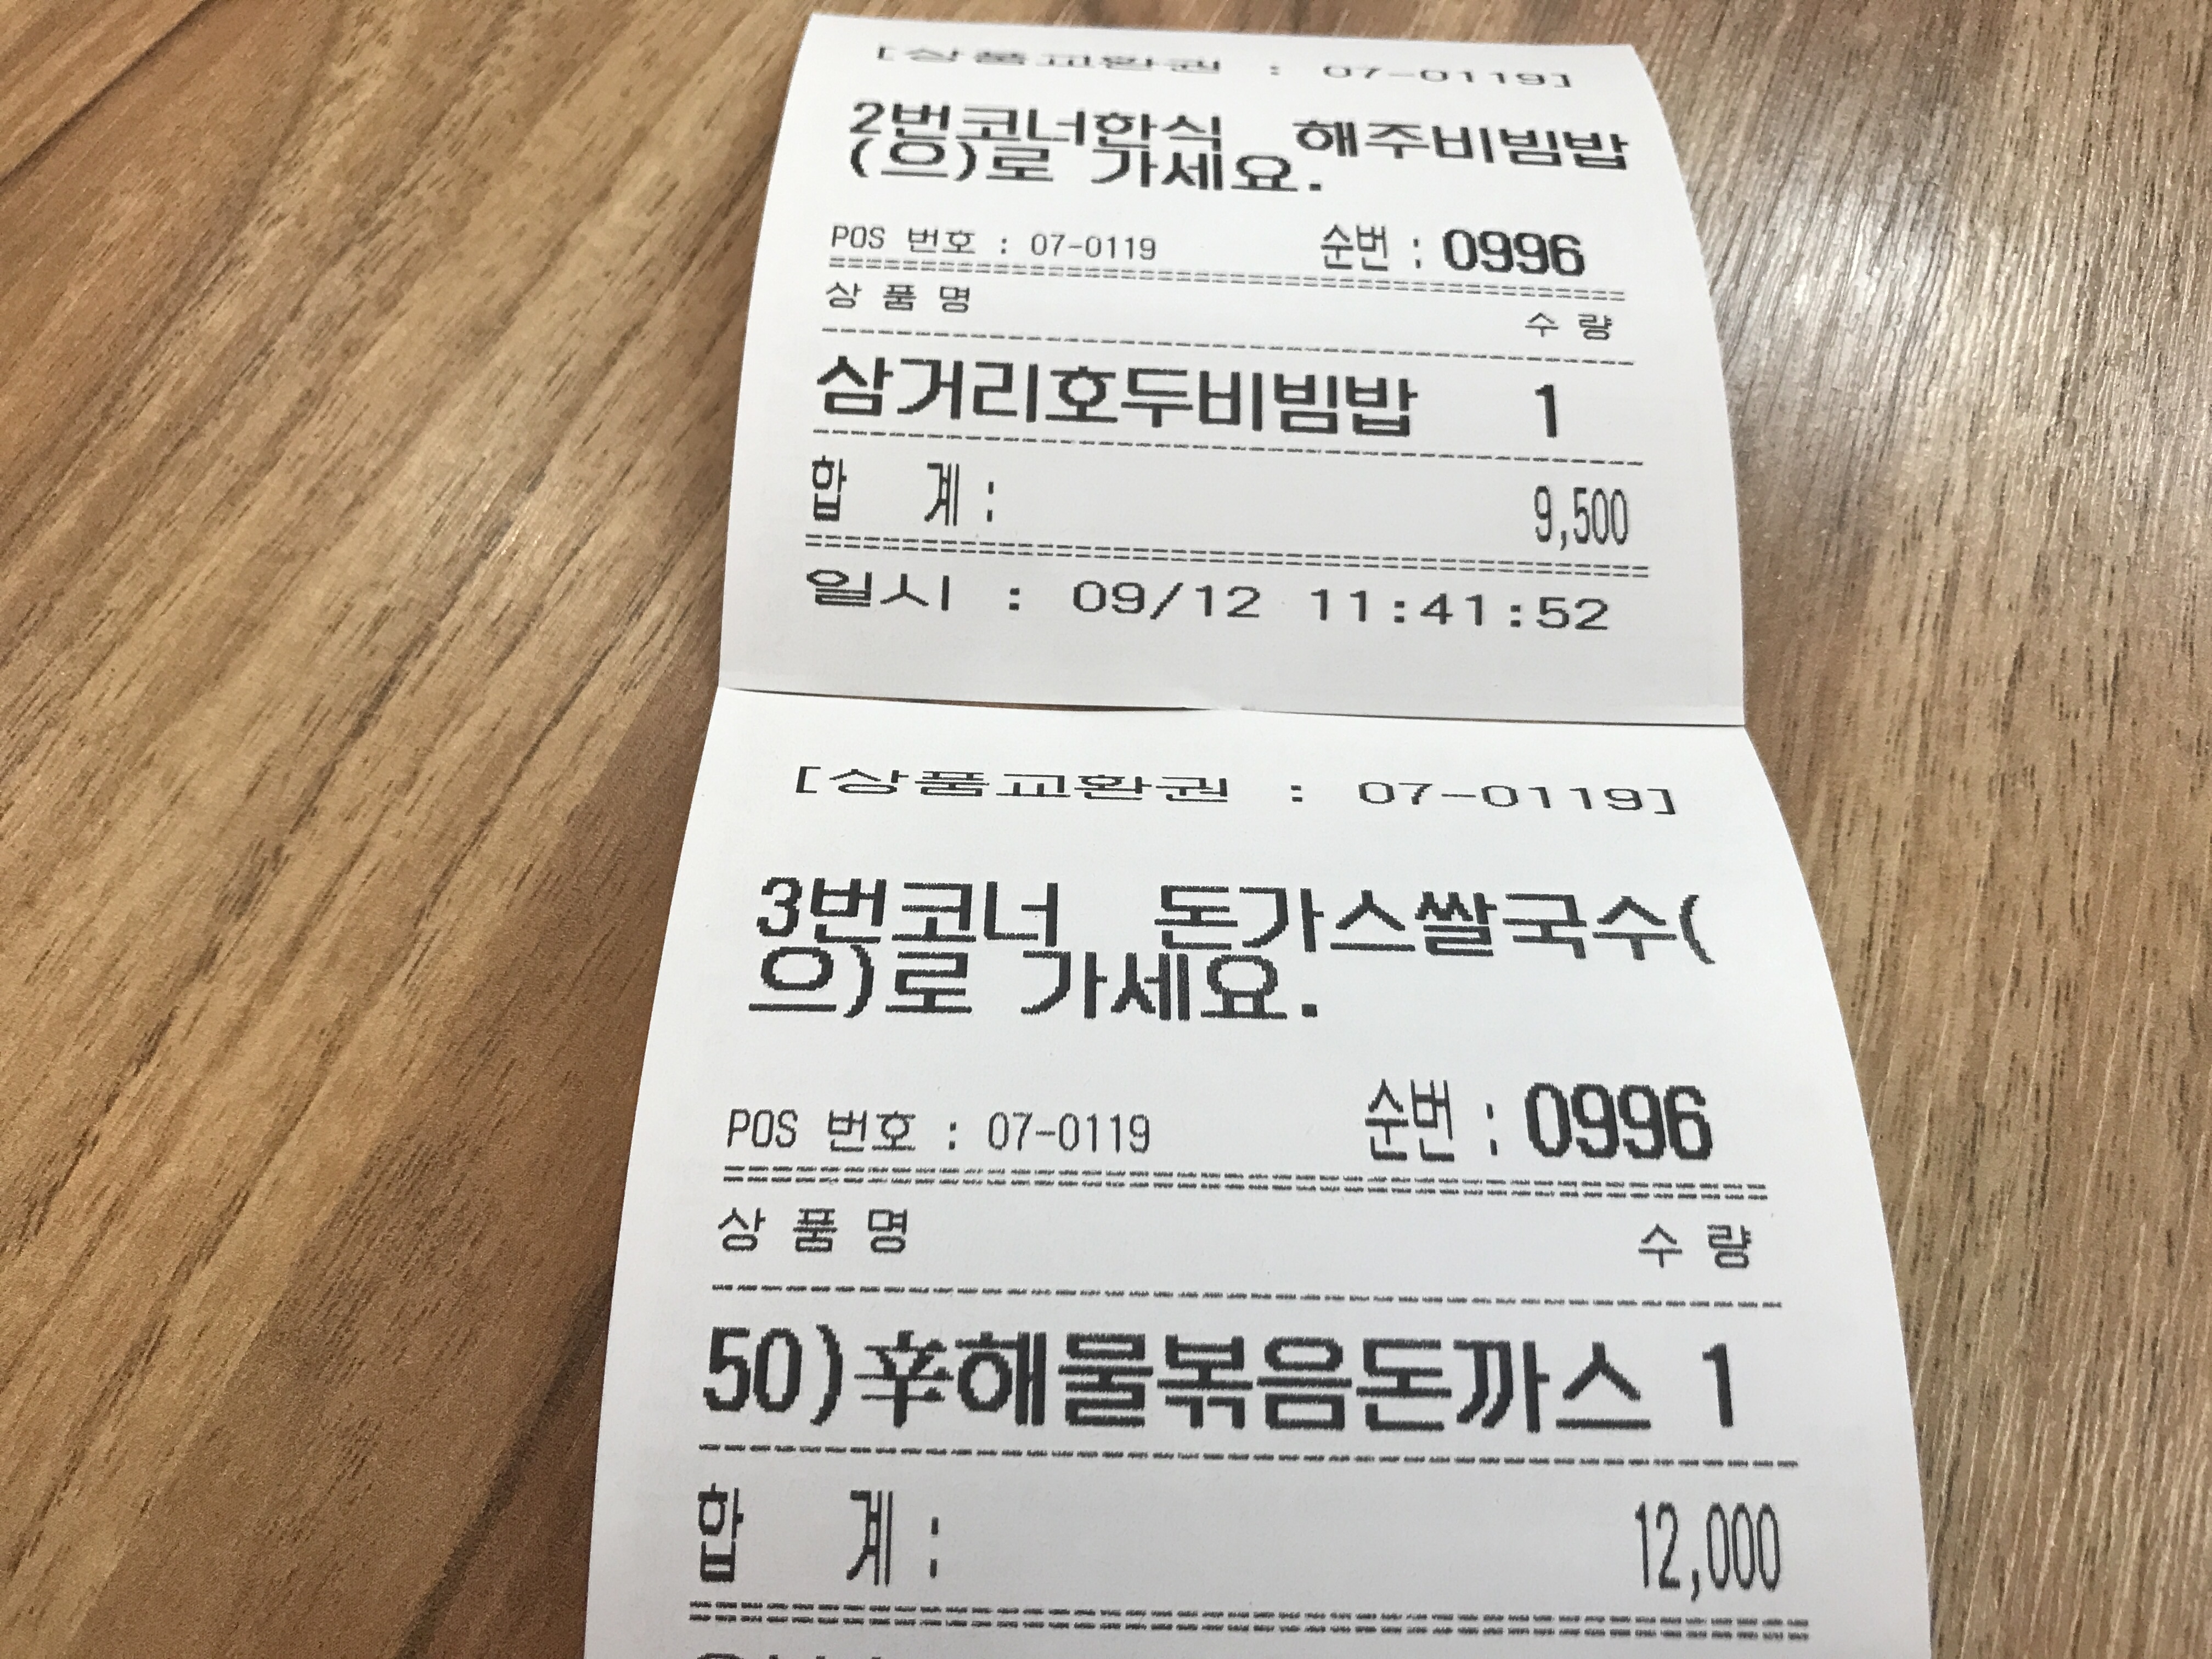 [상품교환권 : 07-0119]
2번코너한식 해주비빔밥
(으)로 가세요.
POS 번호 : 07-0119 순번 : 0996
상 품 명 수 량
삼거리호두비빔밥 1
합 계 : 9,500
일시 : 09/12 11:41:52
[상품교환권 : 07-0119]
3번코너 돈가스쌀국수(
으)로 가세요.
POS 번호 : 07-0119 순번 : 0996
상 품 명 수 량
50)辛해물볶음돈까스 1
합 계 : 12,000